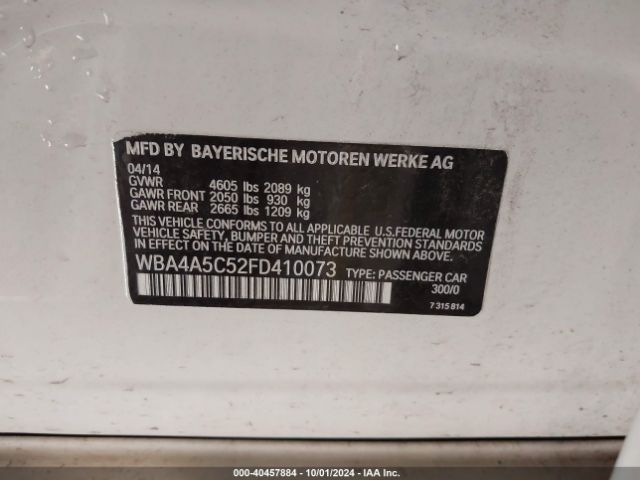 MFD BY BAYERISCHE MOTOREN WERKE AG
04/14
GVWR 4605 lbs 2089 kg
GAWR FRONT 2050 lbs 930 kg
GAWR REAR 2665 lbs 1209 kg
THIS VEHICLE CONFORMS TO ALL APPLICABLE U.S.FEDERAL MOTOR
VEHICLE SAFETY, BUMPER, AND THEFT PREVENTION STANDARDS
IN EFFECT ON THE DATE OF MANUFACTURE SHOWN ABOVE.
WBA4A5C52FD410073 TYPE: PASSENGER CAR
300/0
7 315 814
000-40457884 • 10/01/2024 - IAA Inc.